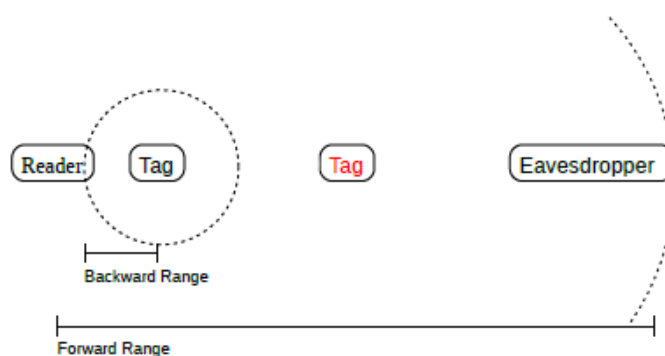 Reader
Tag
Tag
Eavesdropper
Backward Range
Forward Range